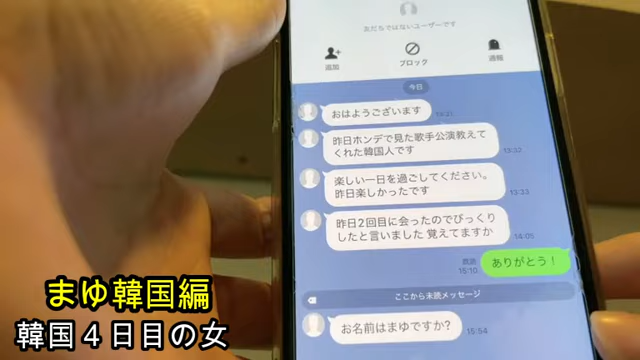 友だちではないユーザーです
追加
ブロック
通報
今日
おはようございます
13:31
昨日ホンデで見た歌手公演教えて
くれた韓国人です
13:32
楽しい一日を過ごしてください。
昨日楽しかったです
13:33
昨日2回目に会ったのでびっくり
したと言いました 覚えてますか
14:05
既読
15:10
ありがとう!
ここから未読メッセージ
お名前はまゆですか?
15:54
まゆ韓国編
韓国4日目の女